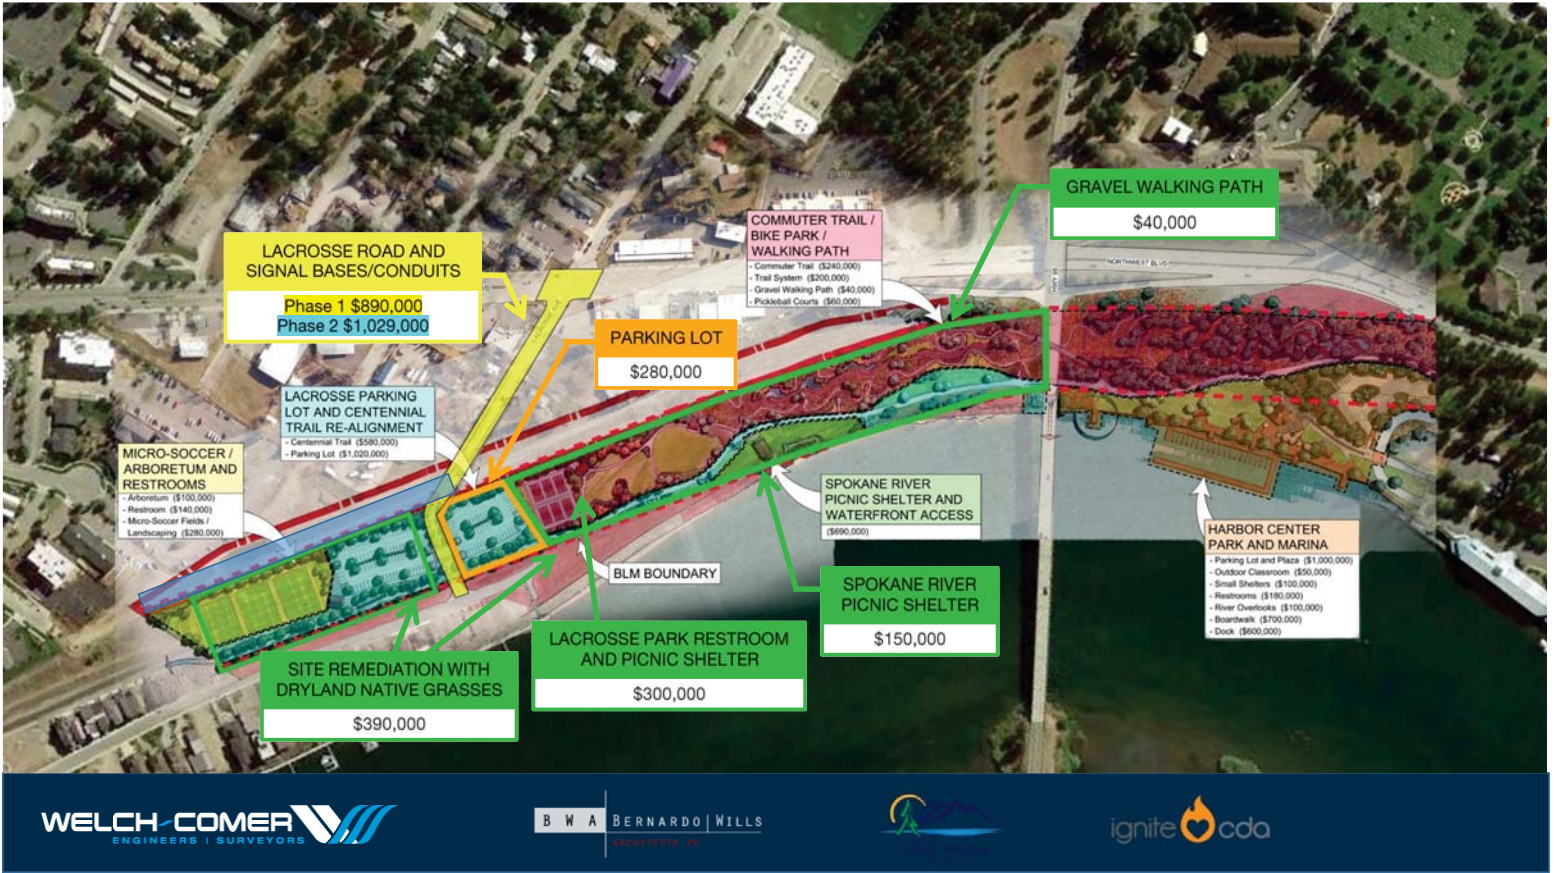 GRAVEL WALKING PATH
$40,000
COMMUTER TRAIL /
BIKE PARK /
WALKING PATH
- Commuter Trail ($240,000)
- Trail System ($200,000)
- Gravel Walking Path ($40,000)
- Pickleball Courts ($60,000)
NORTHWEST BLVD
HWY 95
LACROSSE ROAD AND
SIGNAL BASES/CONDUITS
Phase 1 $890,000
Phase 2 $1,029,000
LACROSSE AVE
PARKING LOT
$280,000
LACROSSE PARKING
LOT AND CENTENNIAL
TRAIL RE-ALIGNMENT
- Centennial Trail ($580,000)
- Parking Lot ($1,020,000)
MICRO-SOCCER /
ARBORETUM AND
RESTROOMS
- Arboretum ($100,000)
- Restroom ($140,000)
- Micro-Soccer Fields /
Landscaping ($280,000)
SPOKANE RIVER
PICNIC SHELTER AND
WATERFRONT ACCESS
($690,000)
HARBOR CENTER
PARK AND MARINA
- Parking Lot and Plaza ($1,000,000)
- Outdoor Classroom ($50,000)
- Small Shelters ($100,000)
- Restrooms ($180,000)
- River Overlooks ($100,000)
- Boardwalk ($700,000)
- Dock ($600,000)
BLM BOUNDARY
SPOKANE RIVER
PICNIC SHELTER
$150,000
LACROSSE PARK RESTROOM
AND PICNIC SHELTER
$300,000
SITE REMEDIATION WITH
DRYLAND NATIVE GRASSES
$390,000
WELCH-COMER
ENGINEERS | SURVEYORS
B W A
BERNARDO|WILLS
ARCHITECTS PC
ignite cda